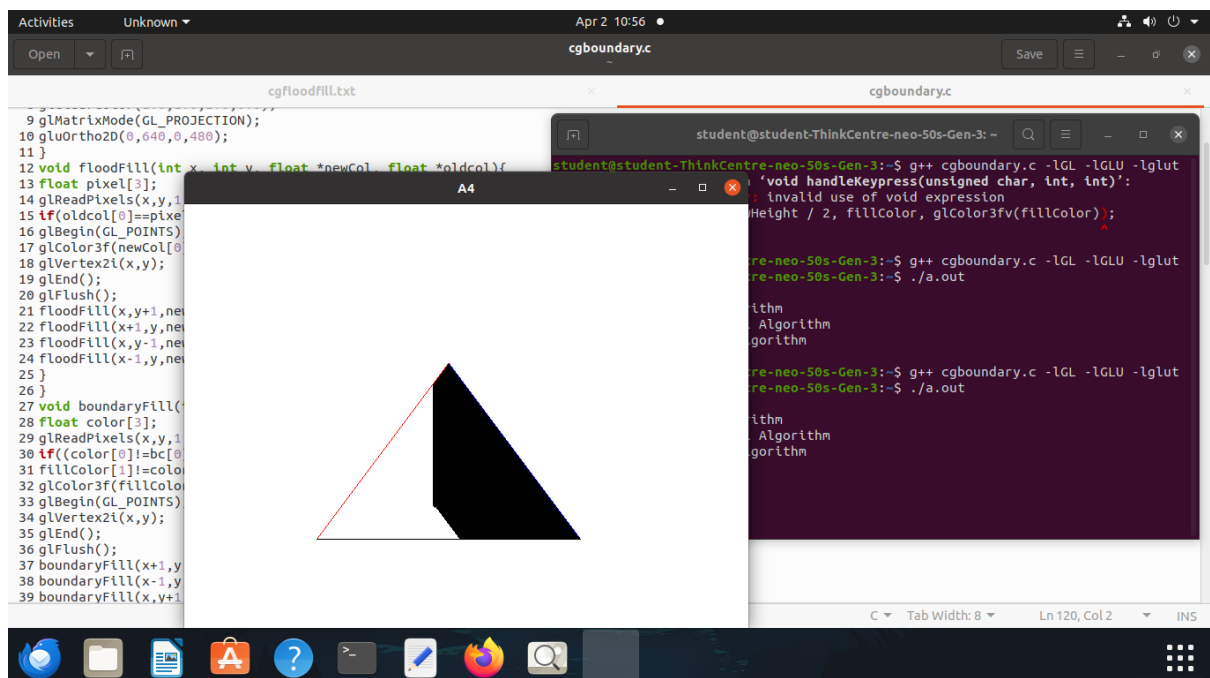 Activities Unknown Apr 2 10:56
Open cgboundary.c Save
~
cgfloodfill.txt cgboundary.c
9 glMatrixMode(GL_PROJECTION);
10 gluOrtho2D(0,640,0,480);
11 }
12 void floodFill(int x, int y, float *newCol, float *oldcol){
13 float pixel[3];
14 glReadPixels(x,y,1
15 if(oldcol[0]==pixe
16 glBegin(GL_POINTS)
17 glColor3f(newCol[0
18 glVertex2i(x,y);
19 glEnd();
20 glFlush();
21 floodFill(x,y+1,ne
22 floodFill(x+1,y,ne
23 floodFill(x,y-1,ne
24 floodFill(x-1,y,ne
25 }
26 }
27 void boundaryFill(
28 float color[3];
29 glReadPixels(x,y,1
30 if((color[0]!=bc[0
31 fillColor[1]!=colo
32 glColor3f(fillColo
33 glBegin(GL_POINTS)
34 glVertex2i(x,y);
35 glEnd();
36 glFlush();
37 boundaryFill(x+1,y
38 boundaryFill(x-1,y
39 boundaryFill(x,y+1
A4
student@student-ThinkCentre-neo-50s-Gen-3: ~
student@student-ThinkCentre-neo-50s-Gen-3:~$ g++ cgboundary.c -lGL -lGLU -lglut
‘void handleKeypress(unsigned char, int, int)’:
invalid use of void expression
Height / 2, fillColor, glColor3fv(fillColor));
^
re-neo-50s-Gen-3:~$ g++ cgboundary.c -lGL -lGLU -lglut
re-neo-50s-Gen-3:~$ ./a.out
ithm
Algorithm
gorithm
re-neo-50s-Gen-3:~$ g++ cgboundary.c -lGL -lGLU -lglut
re-neo-50s-Gen-3:~$ ./a.out
ithm
Algorithm
gorithm
C Tab Width: 8 Ln 120, Col 2 INS